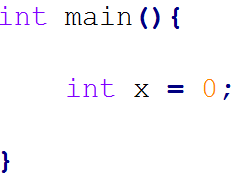 int main(){
int x = 0;
}